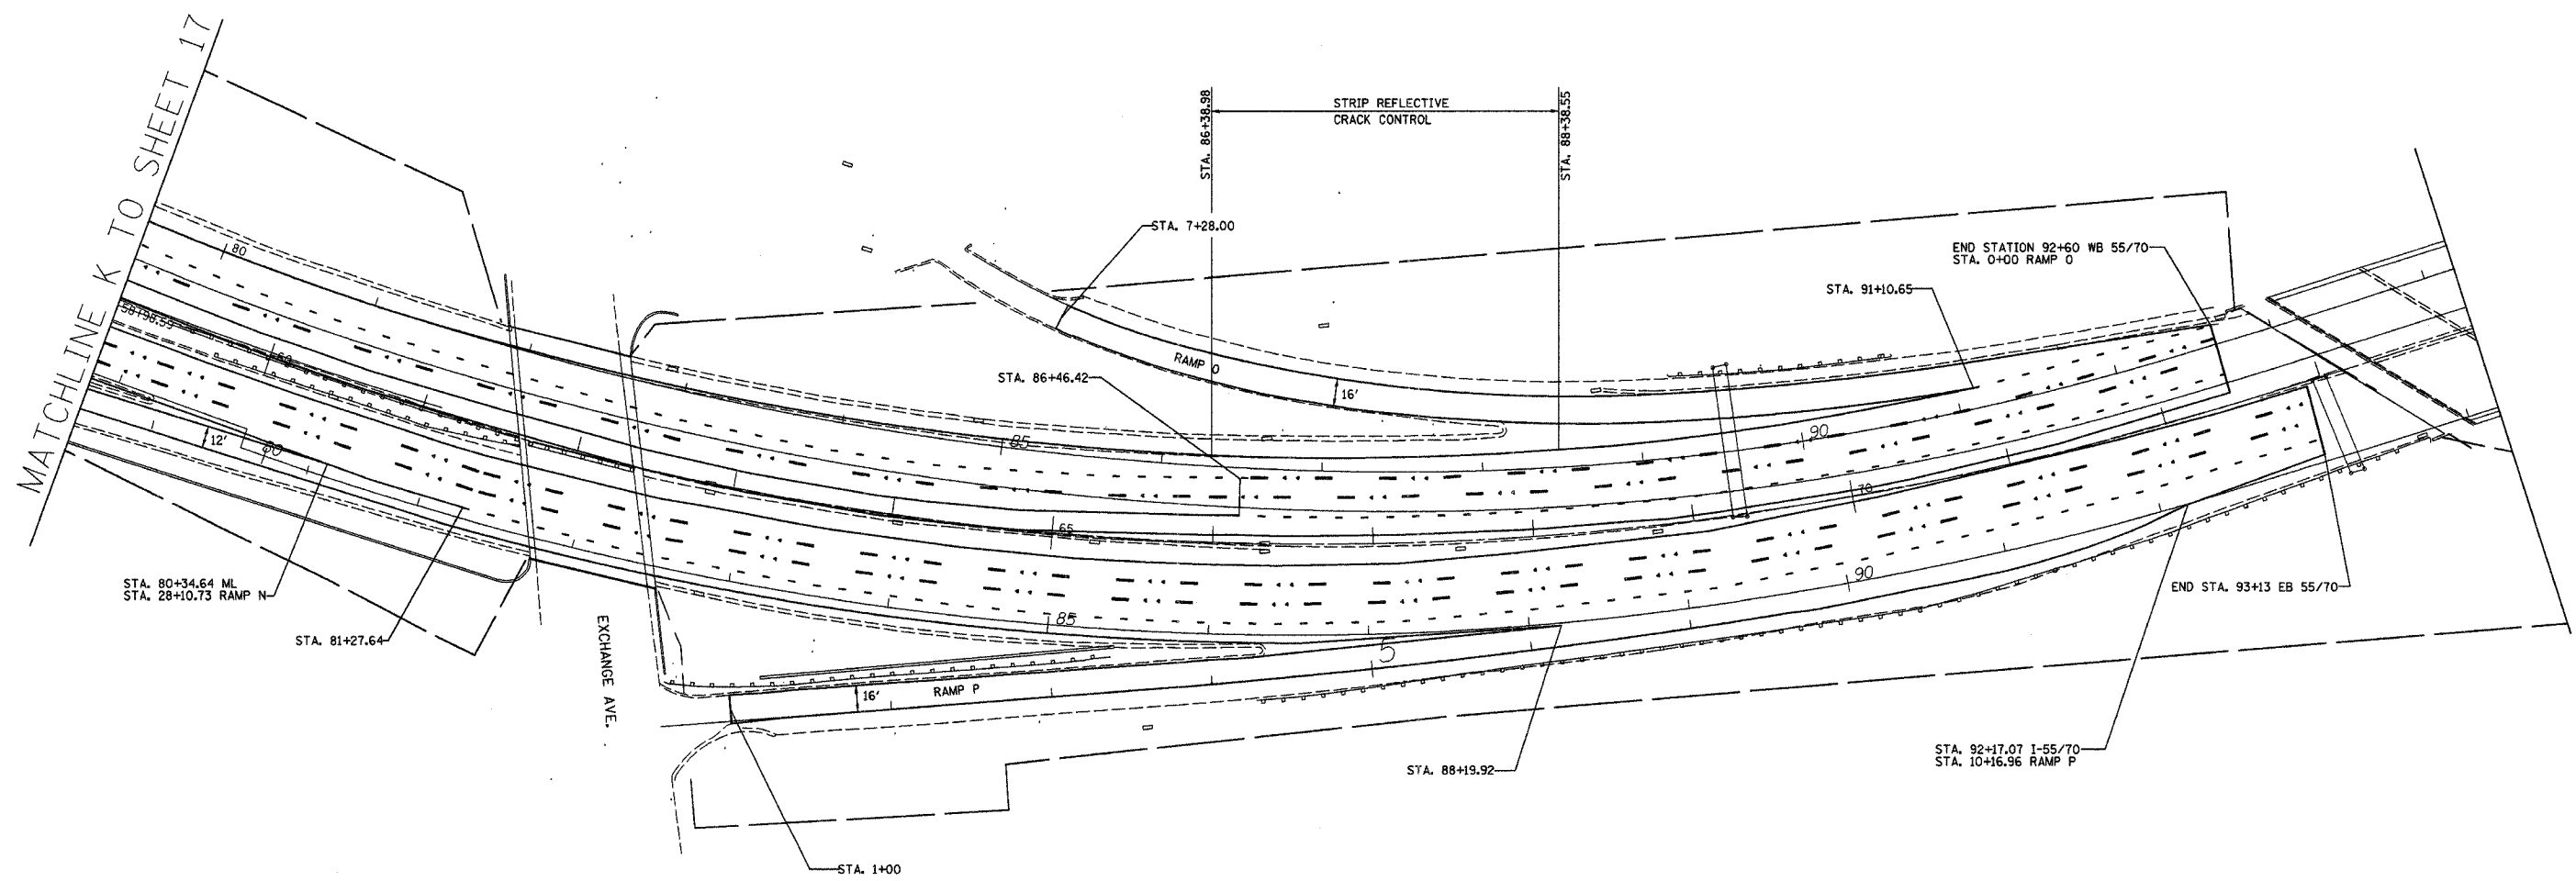 MATCHLINE K TO SHEET 17
STA. 86+38.98
STRIP REFLECTIVE
CRACK CONTROL
STA. 88+38.55
STA. 7+28.00
END STATION 92+60 WB 55/70
STA. 0+00 RAMP O
STA. 91+10.65
80
58+98.59
60
RAMP O
STA. 86+46.42
16'
85
90
12'
80
65
70
STA. 80+34.64 ML
STA. 28+10.73 RAMP N
STA. 81+27.64
EXCHANGE AVE.
85
90
5
END STA. 93+13 EB 55/70
RAMP P
16'
STA. 92+17.07 I-55/70
STA. 10+16.96 RAMP P
STA. 88+19.92
STA. 1+00